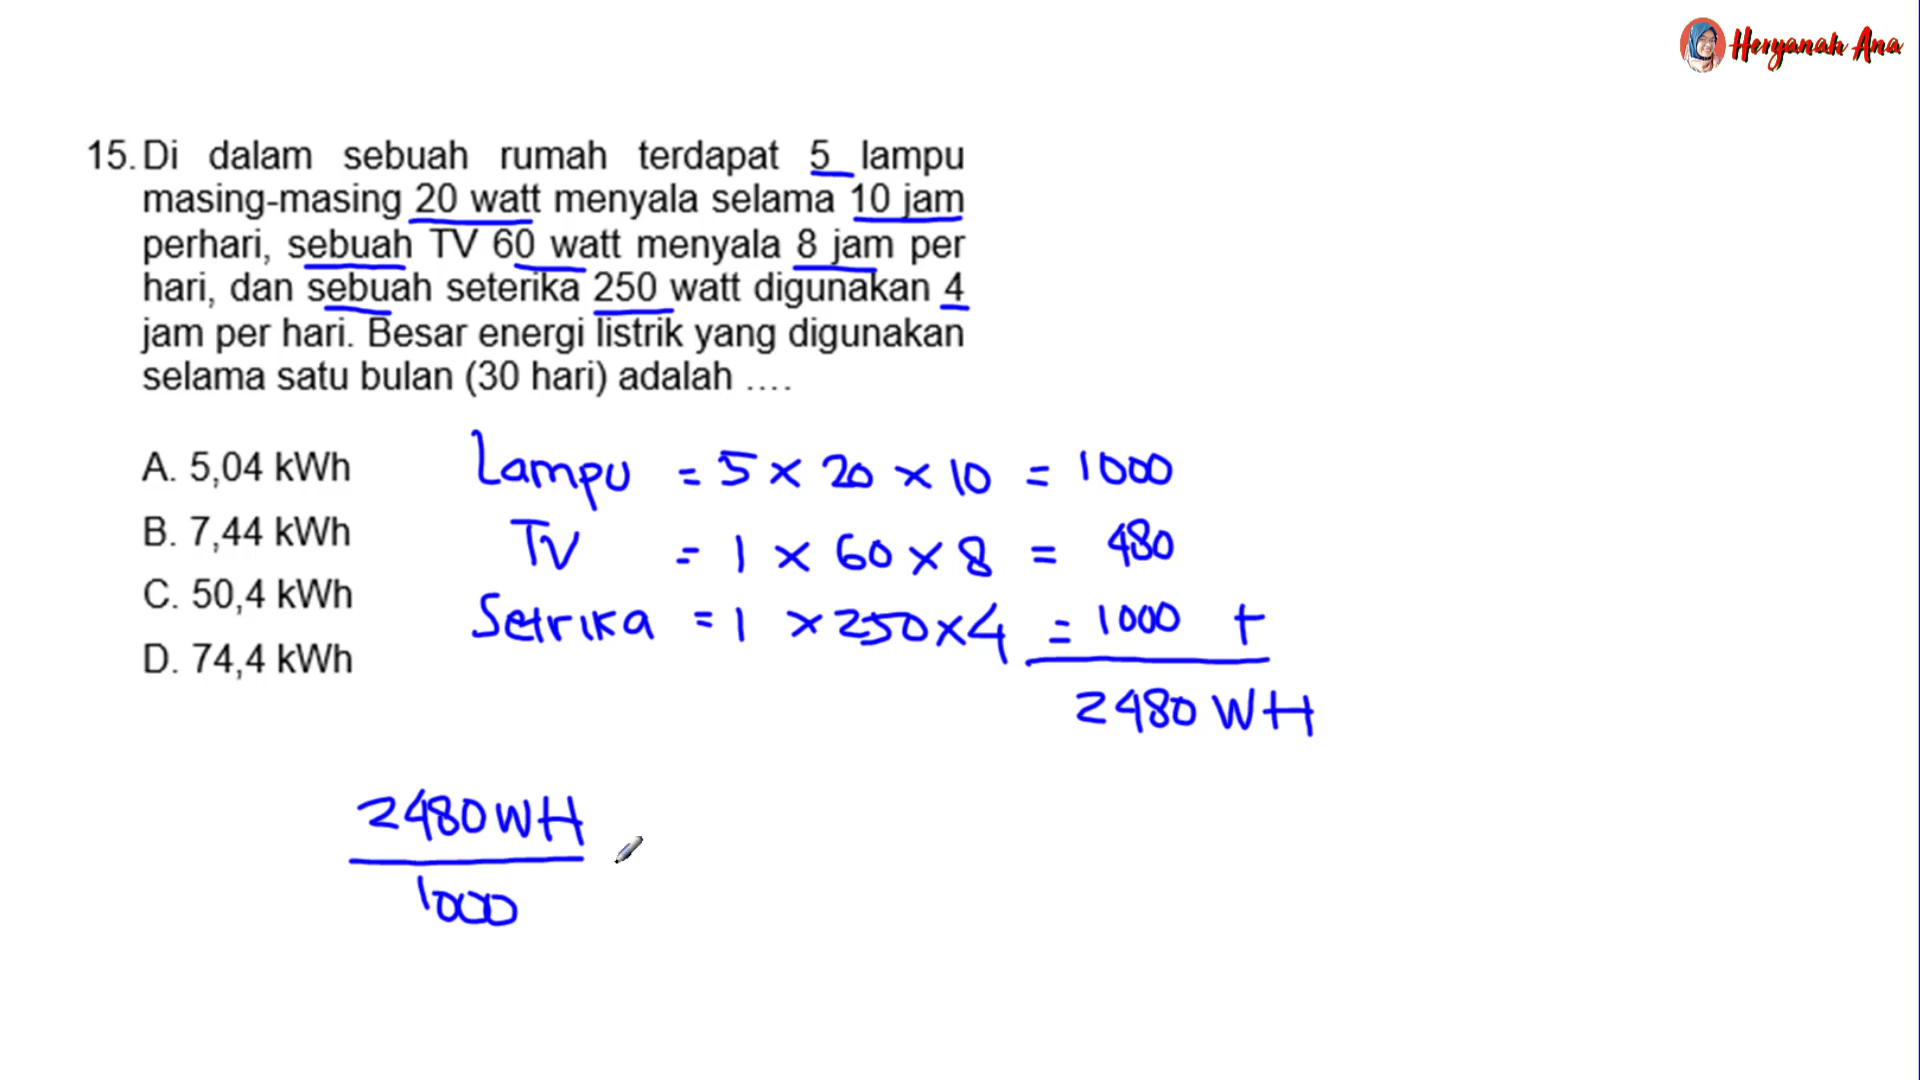 Heryanah Ana
15. Di dalam sebuah rumah terdapat 5 lampu
masing-masing 20 watt menyala selama 10 jam
perhari, sebuah TV 60 watt menyala 8 jam per
hari, dan sebuah seterika 250 watt digunakan 4
jam per hari. Besar energi listrik yang digunakan
selama satu bulan (30 hari) adalah ....
A. 5,04 kWh
B. 7,44 kWh
C. 50,4 kWh
D. 74,4 kWh
Lampu = 5 × 20 × 10 = 1000
TV = 1 × 60 × 8 = 480
Setrika = 1 × 250 × 4 = 1000 +
2480 WH
2480 WH
1000